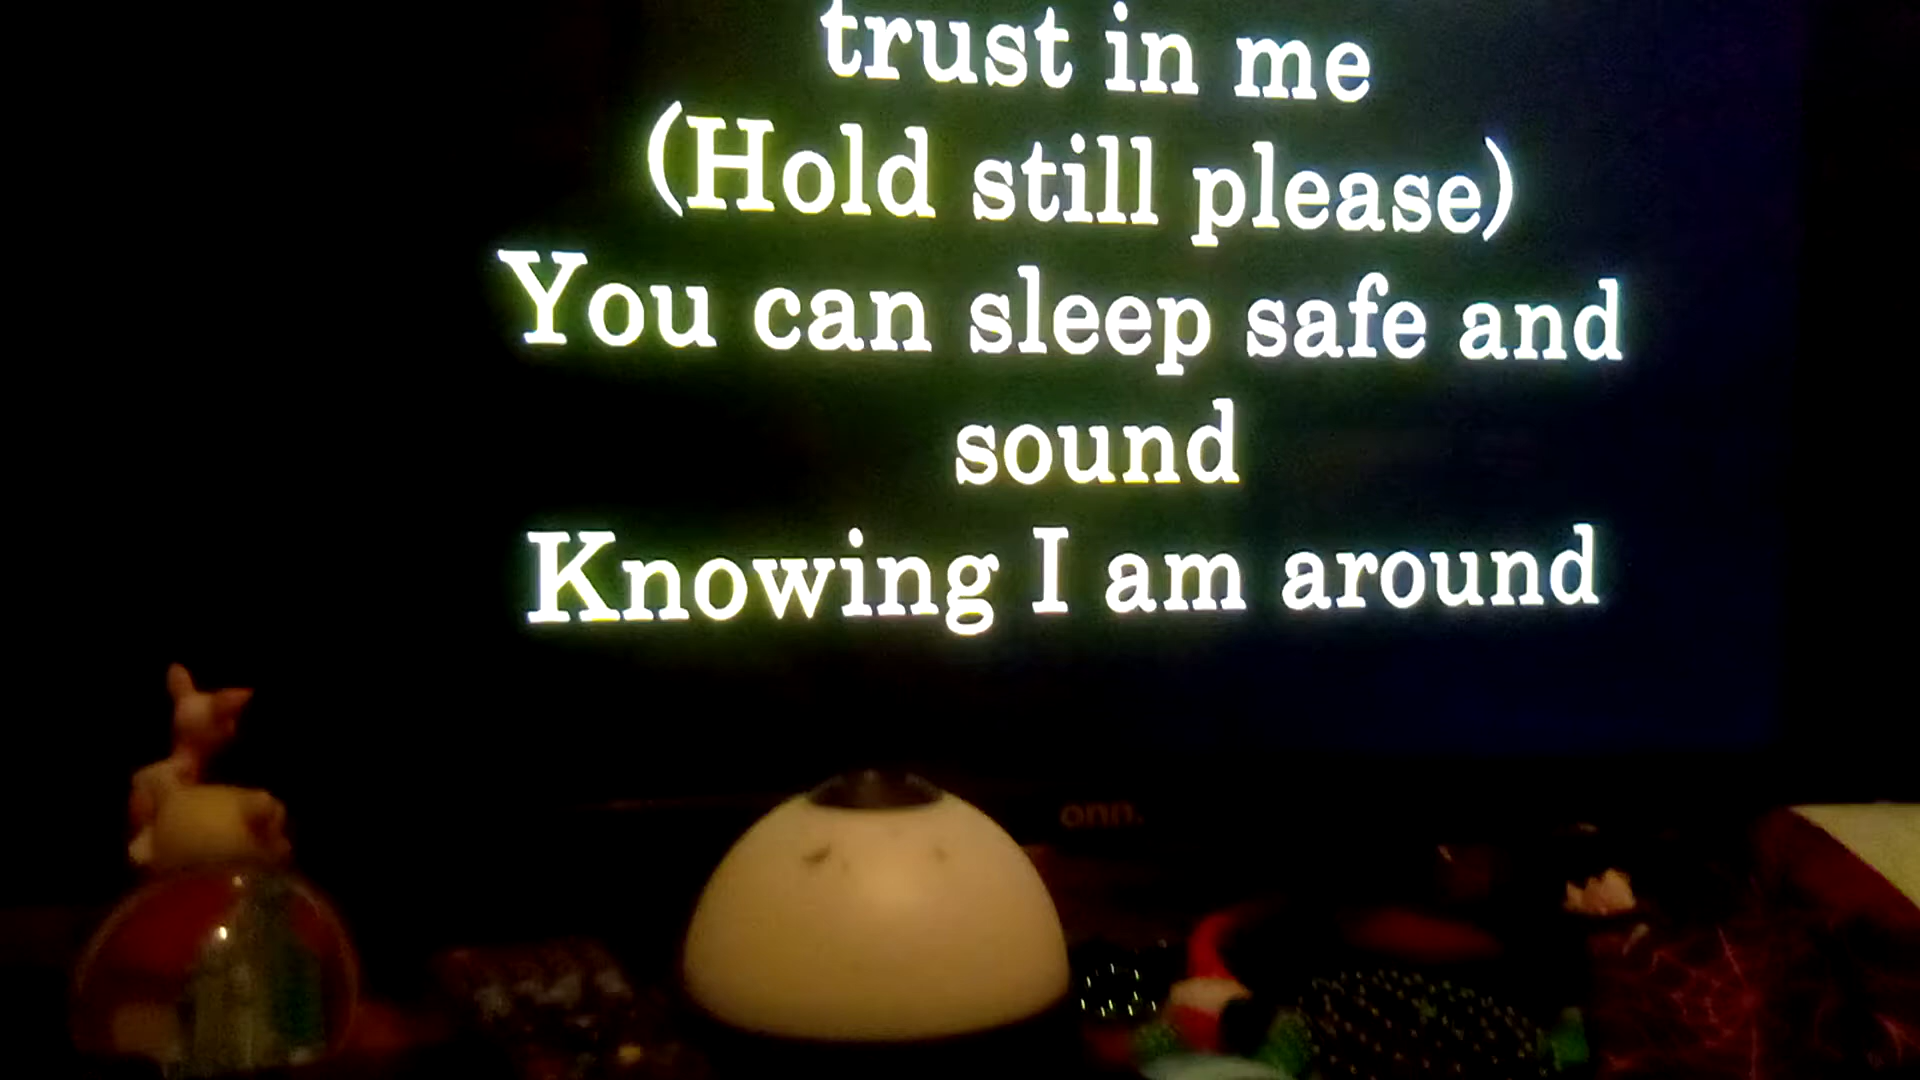 trust in me
(Hold still please)
You can sleep safe and
sound
Knowing I am around
onn.